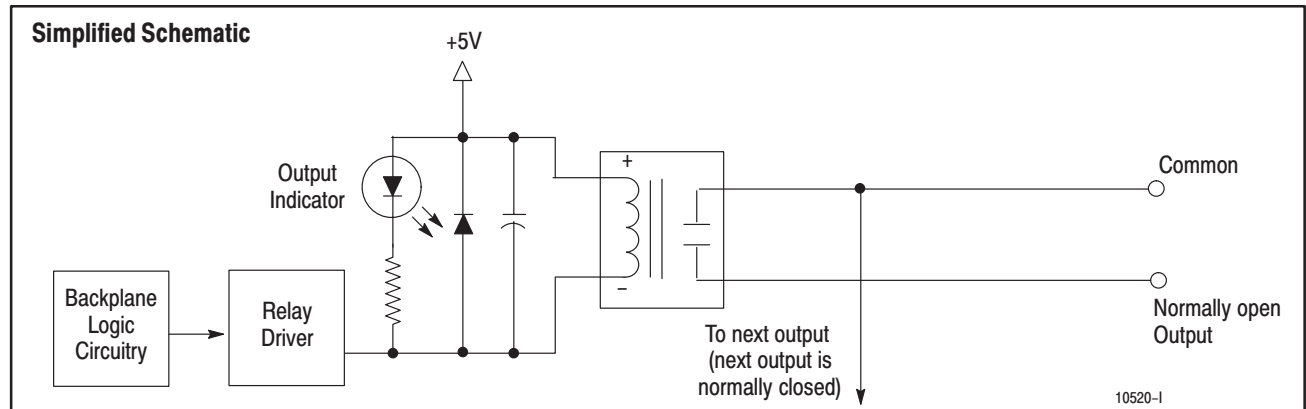 Simplified Schematic
+5V
Output
Indicator
Backplane
Logic
Circuitry
Relay
Driver
+
–
Common
Normally open
Output
To next output
(next output is
normally closed)
10520–I